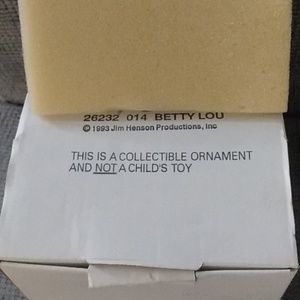 26232 014 BETTY LOU
© 1993 Jim Henson Productions, Inc
THIS IS A COLLECTIBLE ORNAMENT
AND NOT A CHILD'S TOY